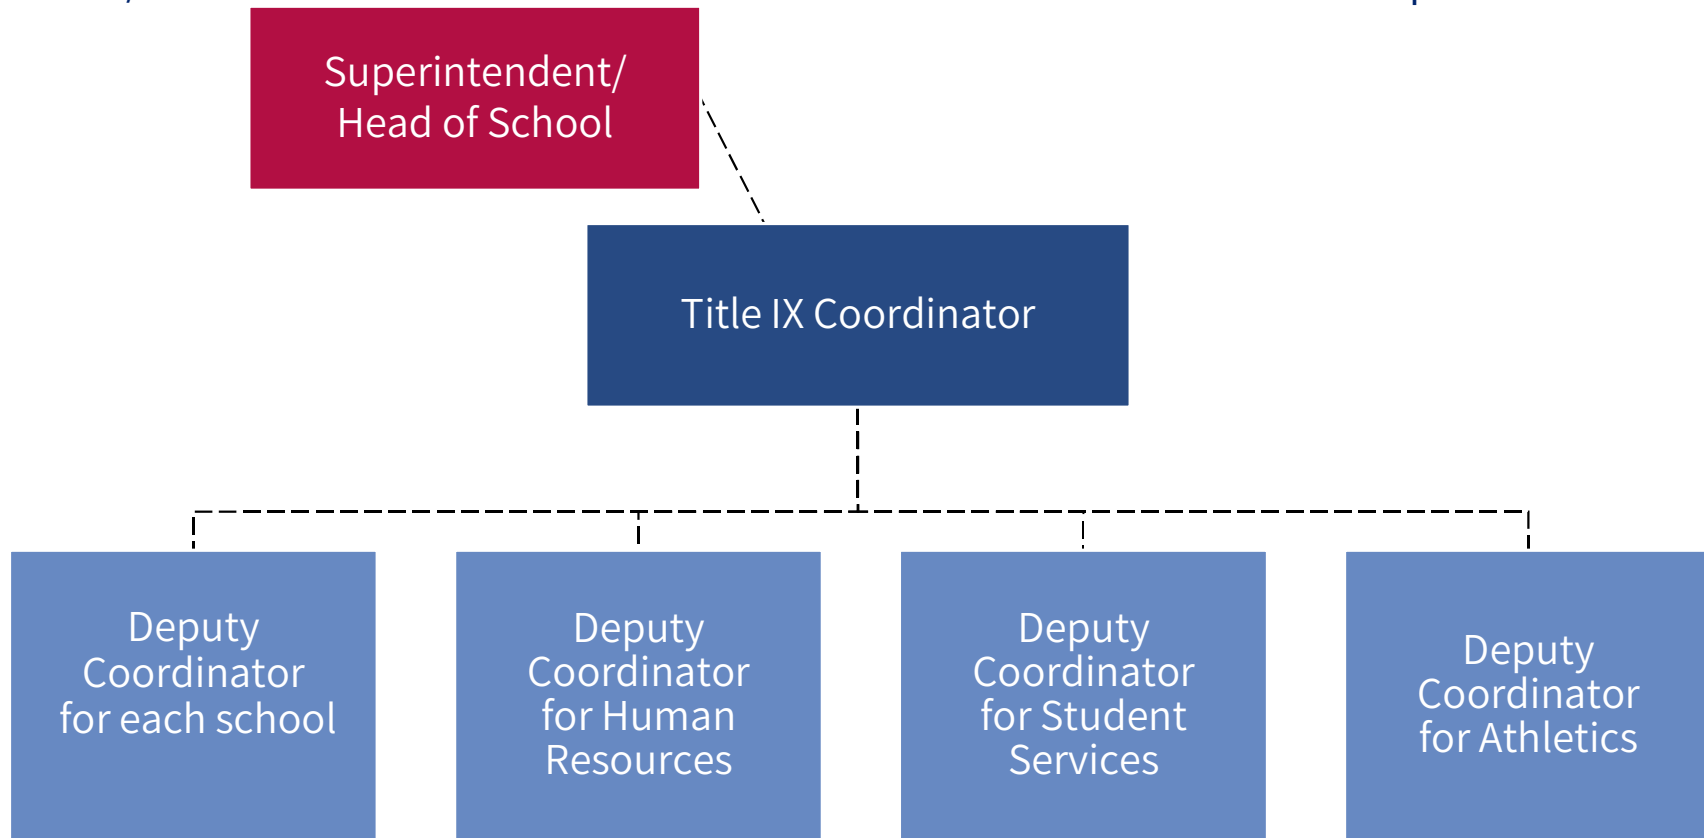 Superintendent/
Head of School
Title IX Coordinator
Deputy
Coordinator
for each school
Deputy
Coordinator
for Human
Resources
Deputy
Coordinator
for Student
Services
Deputy
Coordinator
for Athletics